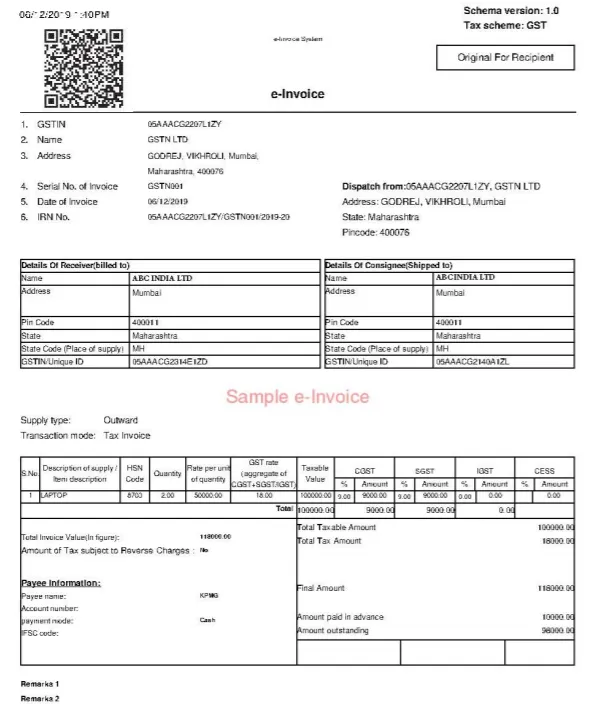 06/12/2019 1:40PM
Schema version: 1.0
Tax scheme: GST
e-Invoice System
Original For Recipient
e-Invoice
1. GSTIN 05AAACG2207L1ZY
2. Name GSTN LTD
3. Address GODREJ, VIKHROLI, Mumbai,
Maharashtra, 400076
4. Serial No. of Invoice GSTN001 Dispatch from:05AAACG2207L1ZY, GSTN LTD
5. Date of Invoice 06/12/2019 Address: GODREJ, VIKHROLI, Mumbai
6. IRN No. 05AAACG2207L1ZY/GSTN001/2019-20 State: Maharashtra
Pincode: 400076
Details Of Receiver(billed to) Details Of Consignee(Shipped to)
Name ABC INDIA LTD Name ABC INDIA LTD
Address Mumbai Address Mumbai
Pin Code 400011 Pin Code 400011
State Maharashtra State Maharashtra
State Code (Place of supply) MH State Code (Place of supply) MH
GSTIN/Unique ID 05AAACG2314E1ZD GSTIN/Unique ID 05AAACG2140A1ZL
Sample e-Invoice
Supply type: Outward
Transaction mode: Tax Invoice
S.No. Description of supply / Item description HSN Code Quantity Rate per unit of quantity GST rate (aggregate of CGST+SGST/IGST) Taxable Value CGST SGST IGST CESS
% Amount % Amount % Amount % Amount
1 LAPTOP 8703 2.00 50000.00 18.00 100000.00 9.00 9000.00 9.00 9000.00 0.00 0.00 0.00
Total 100000.00 9000.00 9000.00 0.00
Total Taxable Amount 100000.00
Total Invoice Value(In figure): 118000.00 Total Tax Amount 18000.00
Amount of Tax subject to Reverse Charges : No
Payee Information:
Payee name: KPMG Final Amount 118000.00
Account number:
payment mode: Cash Amount paid in advance 10000.00
IFSC code: Amount outstanding 98000.00
Remarks 1
Remarks 2